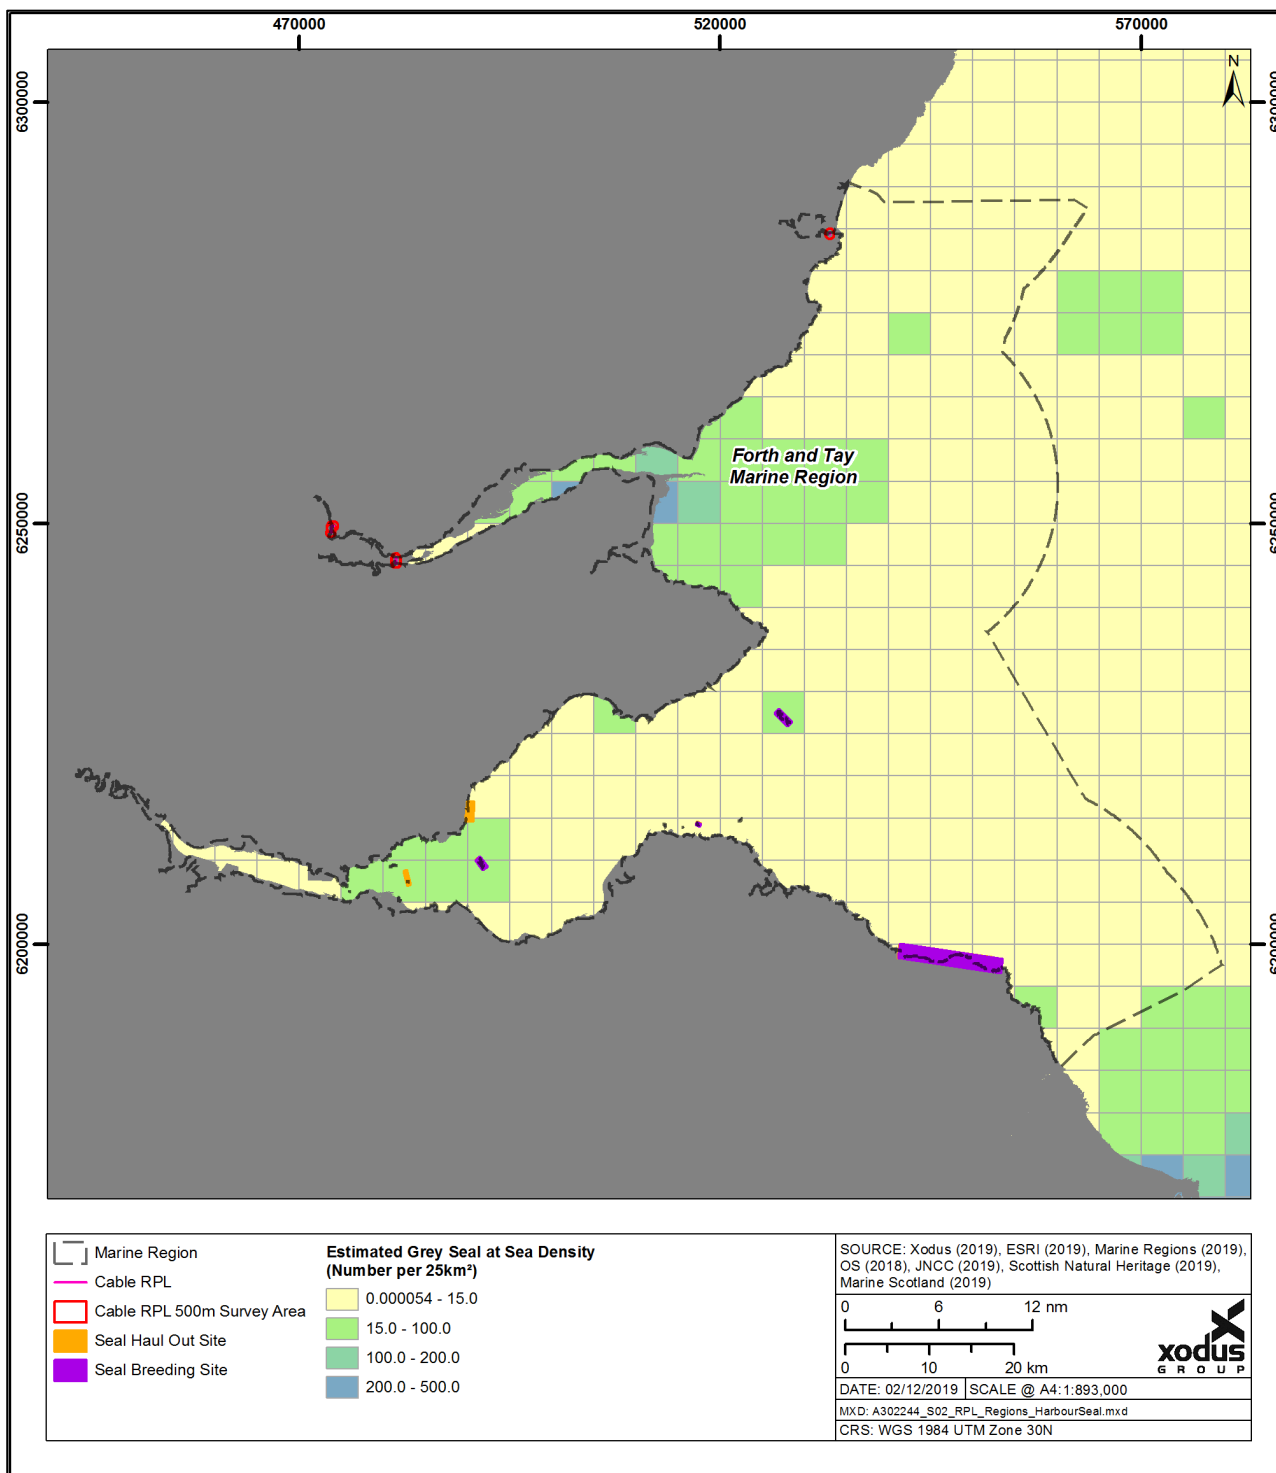 470000
520000
570000
N
6300000
6300000
Forth and Tay
Marine Region
6250000
6250000
6200000
6200000
Marine Region
Cable RPL
Cable RPL 500m Survey Area
Seal Haul Out Site
Seal Breeding Site
Estimated Grey Seal at Sea Density
(Number per 25km²)
0.000054 - 15.0
15.0 - 100.0
100.0 - 200.0
200.0 - 500.0
SOURCE: Xodus (2019), ESRI (2019), Marine Regions (2019),
OS (2018), JNCC (2019), Scottish Natural Heritage (2019),
Marine Scotland (2019)
0 6 12 nm
0 10 20 km
xodus
GROUP
DATE: 02/12/2019 SCALE @ A4: 1:893,000
MXD: A302244_S02_RPL_Regions_HarbourSeal.mxd
CRS: WGS 1984 UTM Zone 30N